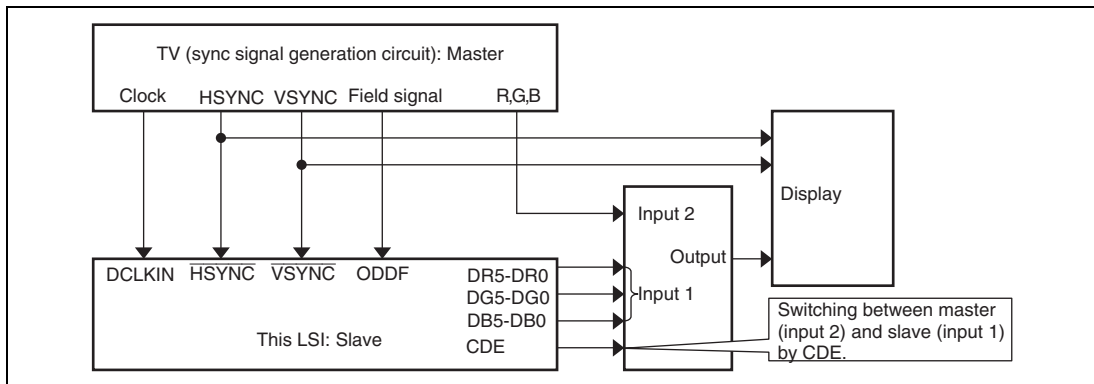 TV (sync signal generation circuit): Master
Clock HSYNC VSYNC Field signal R,G,B
Display
Input 2
Output
DCLKIN HSYNC VSYNC ODDF
DR5-DR0
DG5-DG0
Input 1
DB5-DB0
This LSI: Slave
CDE
Switching between master
(input 2) and slave (input 1)
by CDE.